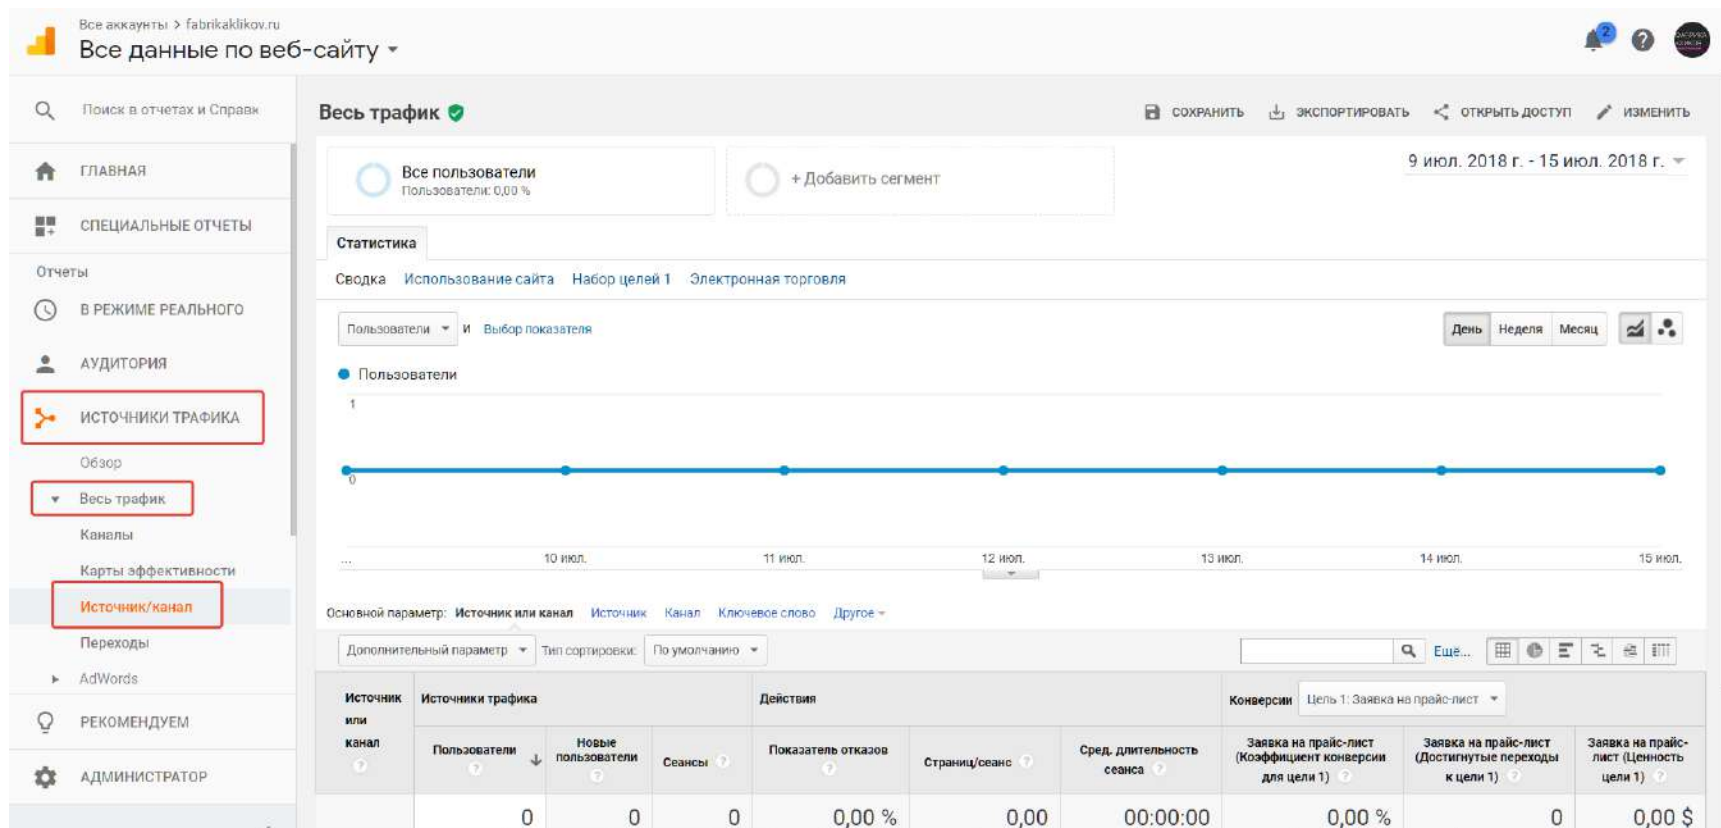 Все аккаунты > fabrikaklikov.ru
Все данные по веб-сайту
2
Поиск в отчетах и Справк
ГЛАВНАЯ
СПЕЦИАЛЬНЫЕ ОТЧЕТЫ
Отчеты
В РЕЖИМЕ РЕАЛЬНОГО
АУДИТОРИЯ
ИСТОЧНИКИ ТРАФИКА
Обзор
Весь трафик
Каналы
Карты эффективности
Источник/канал
Переходы
AdWords
РЕКОМЕНДУЕМ
АДМИНИСТРАТОР
Весь трафик
СОХРАНИТЬ
ЭКСПОРТИРОВАТЬ
ОТКРЫТЬ ДОСТУП
ИЗМЕНИТЬ
Все пользователи
Пользователи: 0,00 %
+ Добавить сегмент
9 июл. 2018 г. - 15 июл. 2018 г.
Статистика
Сводка Использование сайта Набор целей 1 Электронная торговля
Пользователи и Выбор показателя
День Неделя Месяц
Пользователи
1
0
... 10 июл. 11 июл. 12 июл. 13 июл. 14 июл. 15 июл.
Основной параметр: Источник или канал Источник Канал Ключевое слово Другое
Дополнительный параметр Тип сортировки: По умолчанию
Ещё...
Источник или канал
Источники трафика
Действия
Конверсии Цель 1: Заявка на прайс-лист
Пользователи
Новые пользователи
Сеансы
Показатель отказов
Страниц/сеанс
Сред. длительность сеанса
Заявка на прайс-лист (Коэффициент конверсии для цели 1)
Заявка на прайс-лист (Достигнутые переходы к цели 1)
Заявка на прайс-лист (Ценность цели 1)
0 0 0 0,00 % 0,00 00:00:00 0,00 % 0 0,00 $